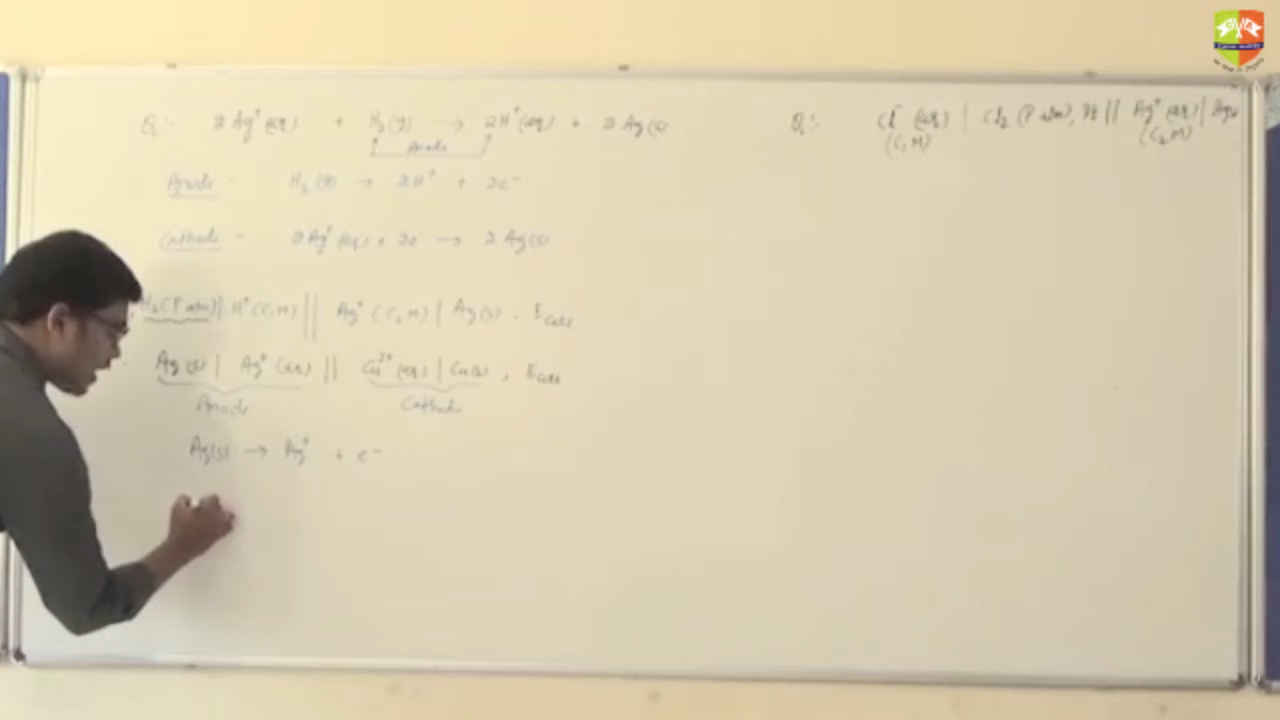 Q:- 2Ag⁺(aq) + H₂(g) → 2H⁺(aq) + 2Ag(s)
Anode
Anode - H₂(g) → 2H⁺ + 2e⁻
Cathode - 2Ag⁺(aq) + 2e → 2Ag(s)
H₂(P atm) | H⁺(C₁M) || Ag⁺(C₂M) | Ag(s) . Ecell
Ag(s) | Ag⁺(aq) || Cu²⁺(aq) | Cu(s) , Ecell
Anode Cathode
Ag(s) → Ag⁺ + e⁻
Q:- Cl⁻(aq) | Cl₂(P atm), Pt || Ag⁺(aq) | Ag
(C₁M) (C₂M)